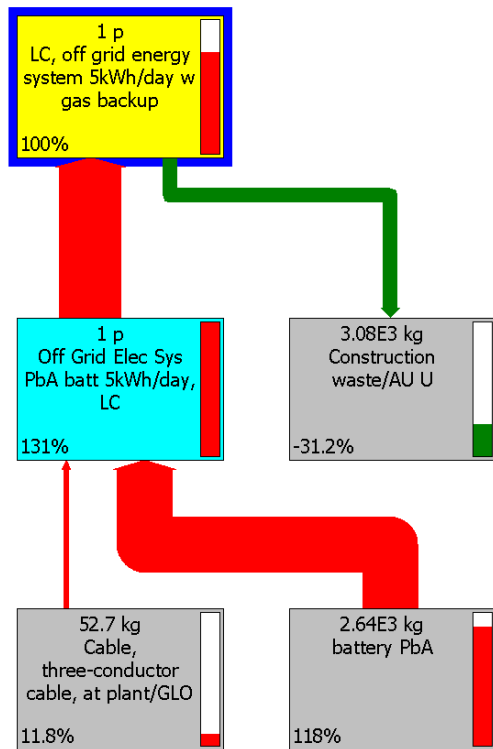 1 p
LC, off grid energy
system 5kWh/day w
gas backup
100%
1 p
Off Grid Elec Sys
PbA batt 5kWh/day,
LC
131%
3.08E3 kg
Construction
waste/AU U
-31.2%
52.7 kg
Cable,
three-conductor
cable, at plant/GLO
11.8%
2.64E3 kg
battery PbA
118%